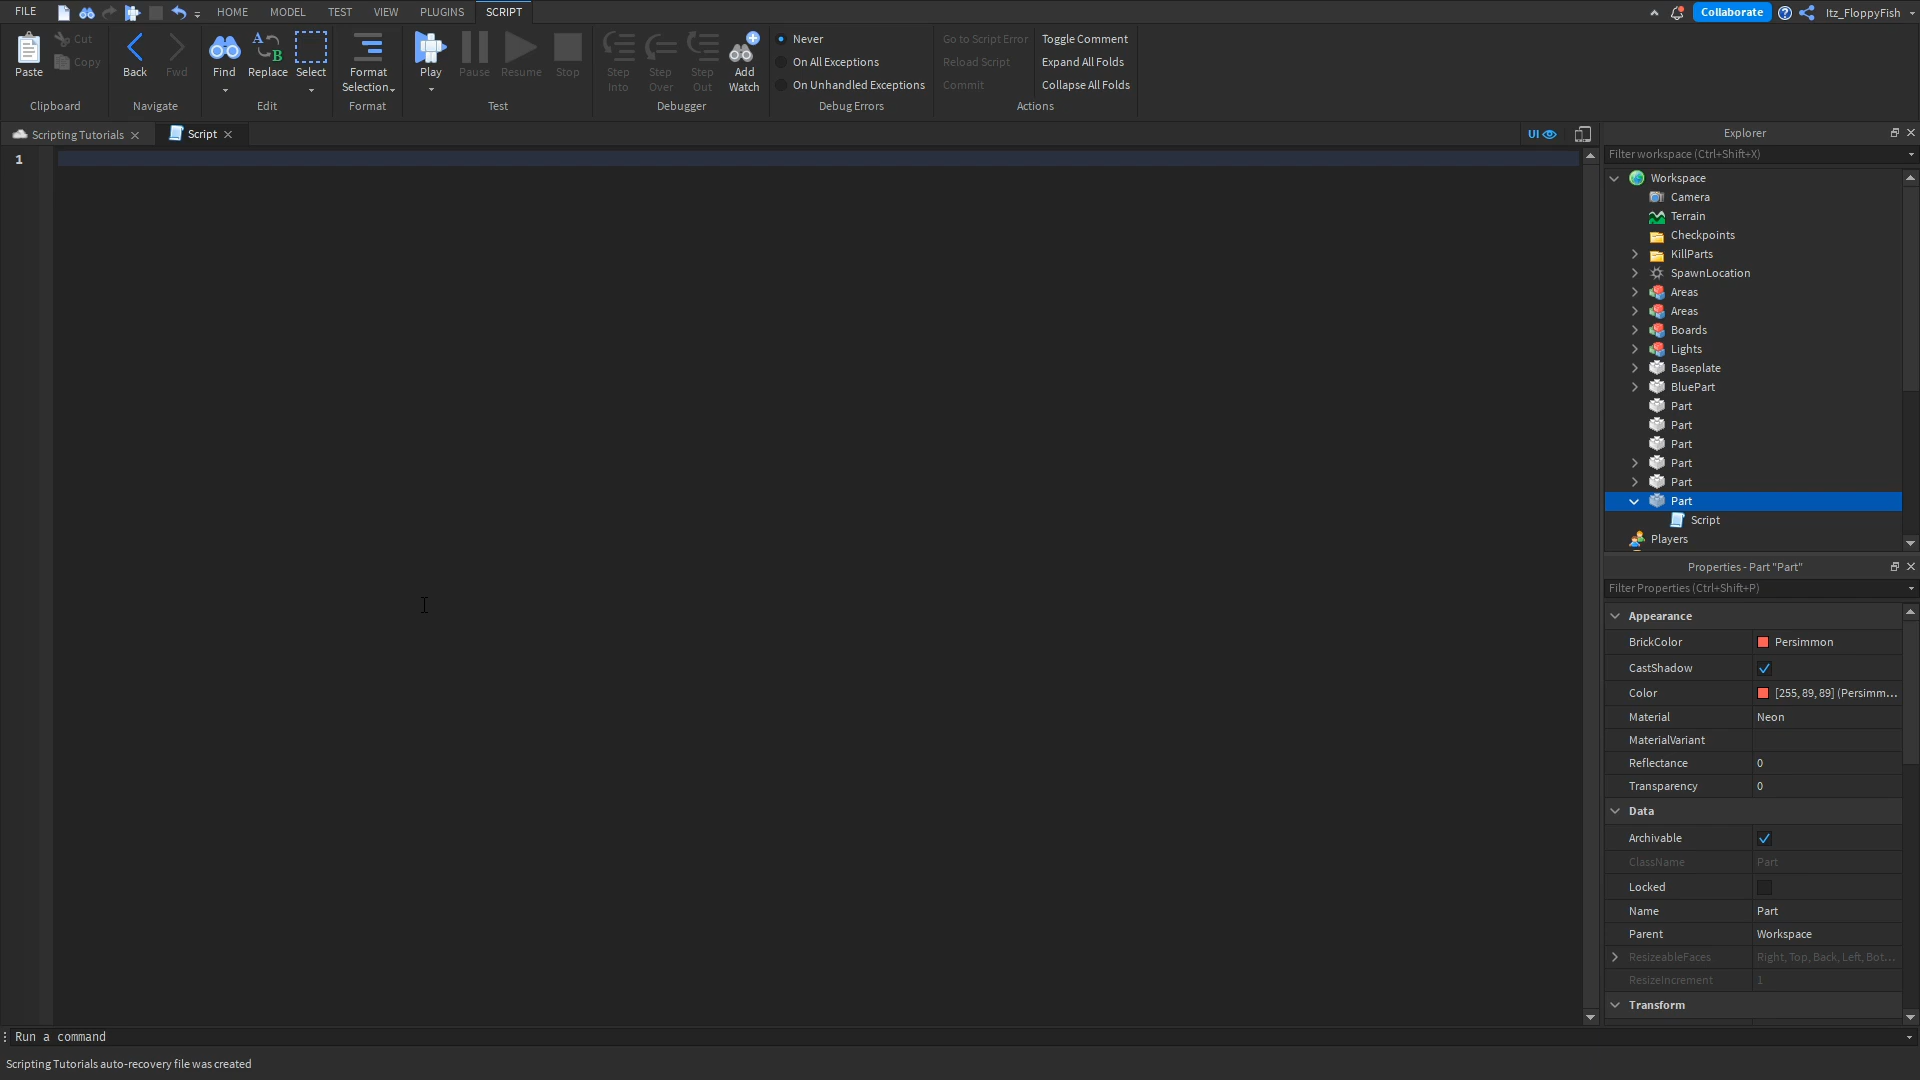 FILE HOME MODEL TEST VIEW PLUGINS SCRIPT Collaborate Itz_FloppyFish
Paste
Cut
Copy
Clipboard
Back
Fwd
Navigate
Find
Replace
Select
Edit
Format
Selection
Format
Play
Pause
Resume
Stop
Test
Step
Into
Step
Over
Step
Out
Add
Watch
Debugger
Never
On All Exceptions
On Unhandled Exceptions
Debug Errors
Go to Script Error
Reload Script
Commit
Toggle Comment
Expand All Folds
Collapse All Folds
Actions
Scripting Tutorials
Script
UI
1
Explorer
Filter workspace (Ctrl+Shift+X)
Workspace
Camera
Terrain
Checkpoints
KillParts
SpawnLocation
Areas
Areas
Boards
Lights
Baseplate
BluePart
Part
Part
Part
Part
Part
Part
Script
Players
Properties - Part "Part"
Filter Properties (Ctrl+Shift+P)
Appearance
BrickColor Persimmon
CastShadow
Color [255, 89, 89] (Persimm...
Material Neon
MaterialVariant
Reflectance 0
Transparency 0
Data
Archivable
ClassName Part
Locked
Name Part
Parent Workspace
ResizeableFaces Right, Top, Back, Left, Bot...
ResizeIncrement 1
Transform
Run a command
Scripting Tutorials auto-recovery file was created